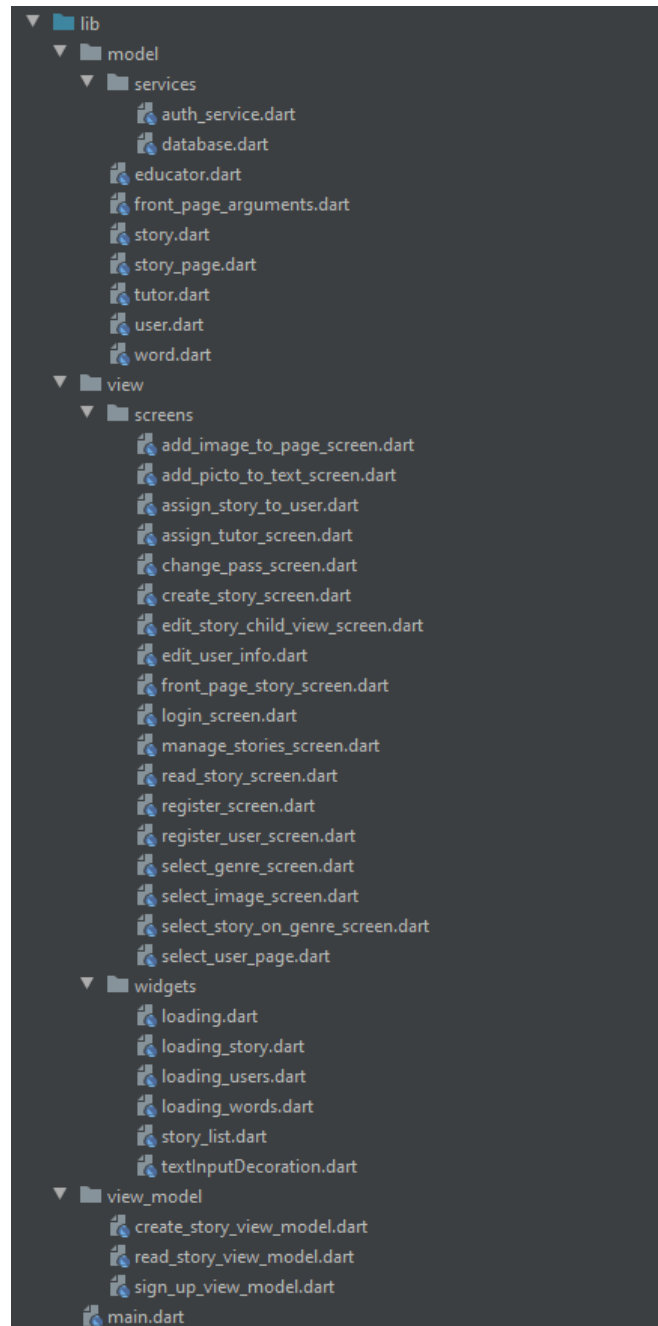 lib
model
services
auth_service.dart
database.dart
educator.dart
front_page_arguments.dart
story.dart
story_page.dart
tutor.dart
user.dart
word.dart
view
screens
add_image_to_page_screen.dart
add_picto_to_text_screen.dart
assign_story_to_user.dart
assign_tutor_screen.dart
change_pass_screen.dart
create_story_screen.dart
edit_story_child_view_screen.dart
edit_user_info.dart
front_page_story_screen.dart
login_screen.dart
manage_stories_screen.dart
read_story_screen.dart
register_screen.dart
register_user_screen.dart
select_genre_screen.dart
select_image_screen.dart
select_story_on_genre_screen.dart
select_user_page.dart
widgets
loading.dart
loading_story.dart
loading_users.dart
loading_words.dart
story_list.dart
textInputDecoration.dart
view_model
create_story_view_model.dart
read_story_view_model.dart
sign_up_view_model.dart
main.dart